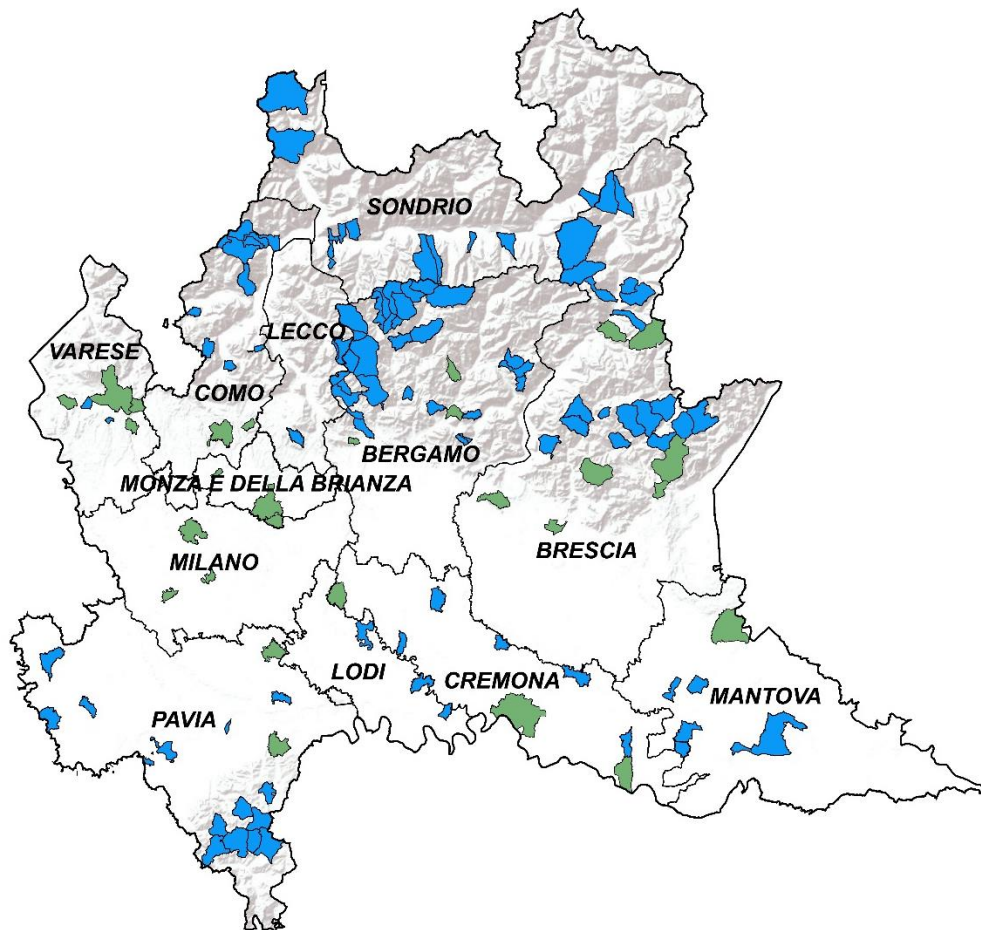 SONDRIO
LECCO
VARESE
COMO
BERGAMO
MONZA E DELLA BRIANZA
BRESCIA
MILANO
LODI
CREMONA
MANTOVA
PAVIA